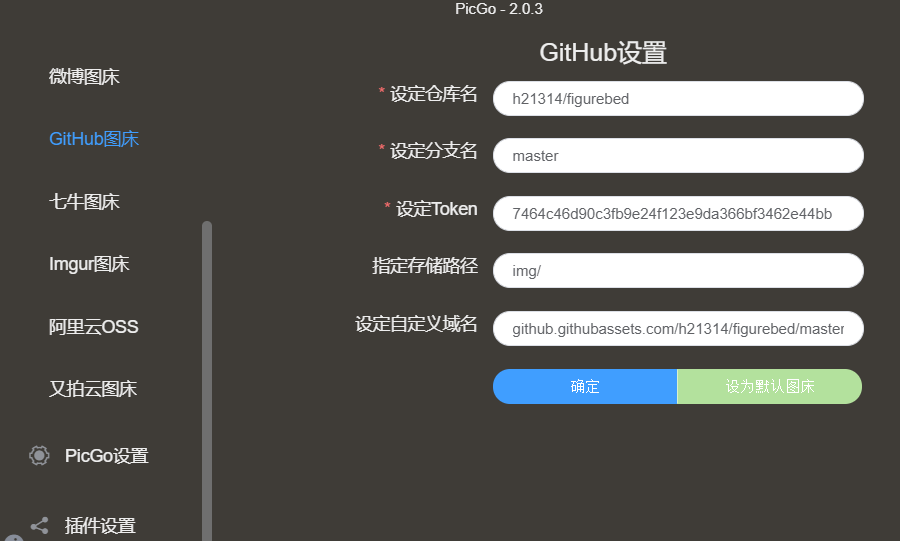 PicGo - 2.0.3
微博图床
GitHub图床
七牛图床
Imgur图床
阿里云OSS
又拍云图床
PicGo设置
插件设置
GitHub设置
* 设定仓库名
h21314/figurebed
* 设定分支名
master
* 设定Token
7464c46d90c3fb9e24f123e9da366bf3462e44bb
指定存储路径
img/
设定自定义域名
github.githubassets.com/h21314/figurebed/master
确定
设为默认图床